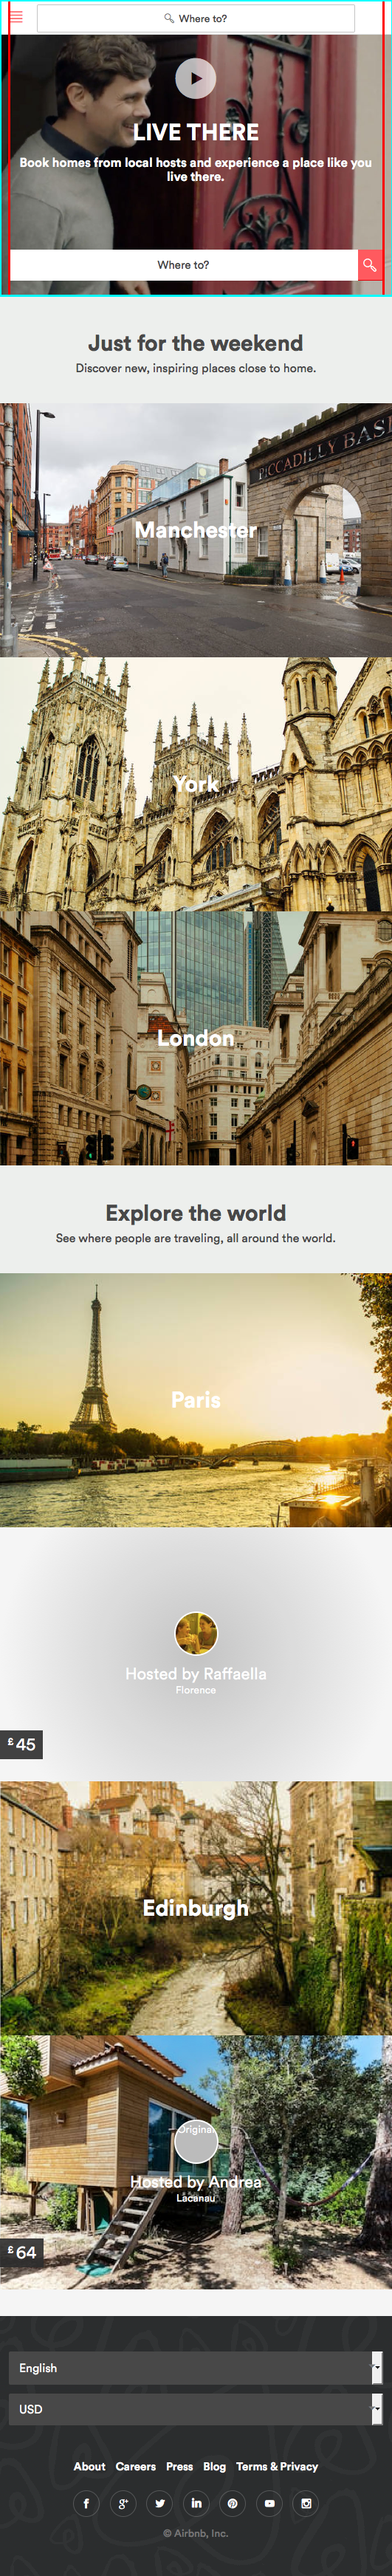 Where to?
LIVE THERE
Book homes from local hosts and experience a place like you
live there.
Where to?
Just for the weekend
Discover new, inspiring places close to home.
PICCADILLY BAS
Manchester
York
London
Explore the world
See where people are traveling, all around the world.
Paris
Hosted by Raffaella
Florence
£45
Edinburgh
Original
Hosted by Andrea
Lacanau
£64
English
USD
About Careers Press Blog Terms & Privacy
© Airbnb, Inc.